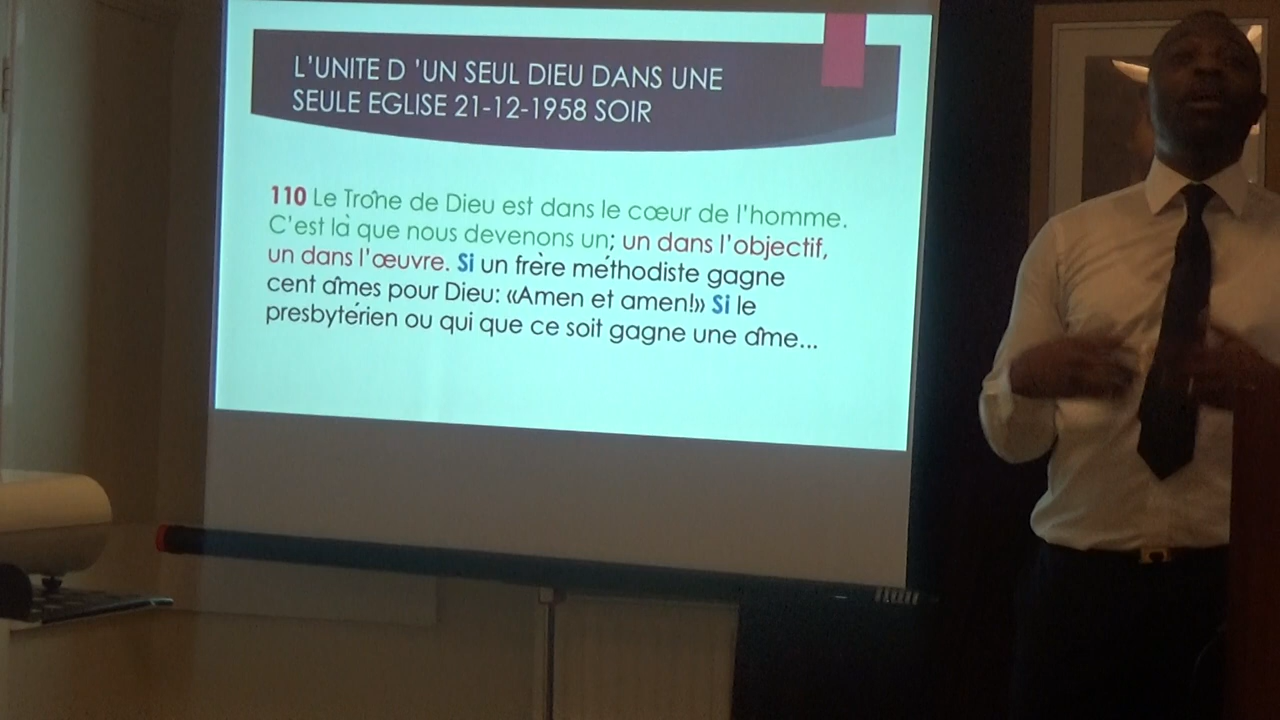 L'UNITE D 'UN SEUL DIEU DANS UNE
SEULE EGLISE 21-12-1958 SOIR
110 Le Trône de Dieu est dans le cœur de l'homme.
C'est là que nous devenons un; un dans l'objectif,
un dans l'œuvre. Si un frère méthodiste gagne
cent âmes pour Dieu: «Amen et amen!» Si le
presbytérien ou qui que ce soit gagne une âme...